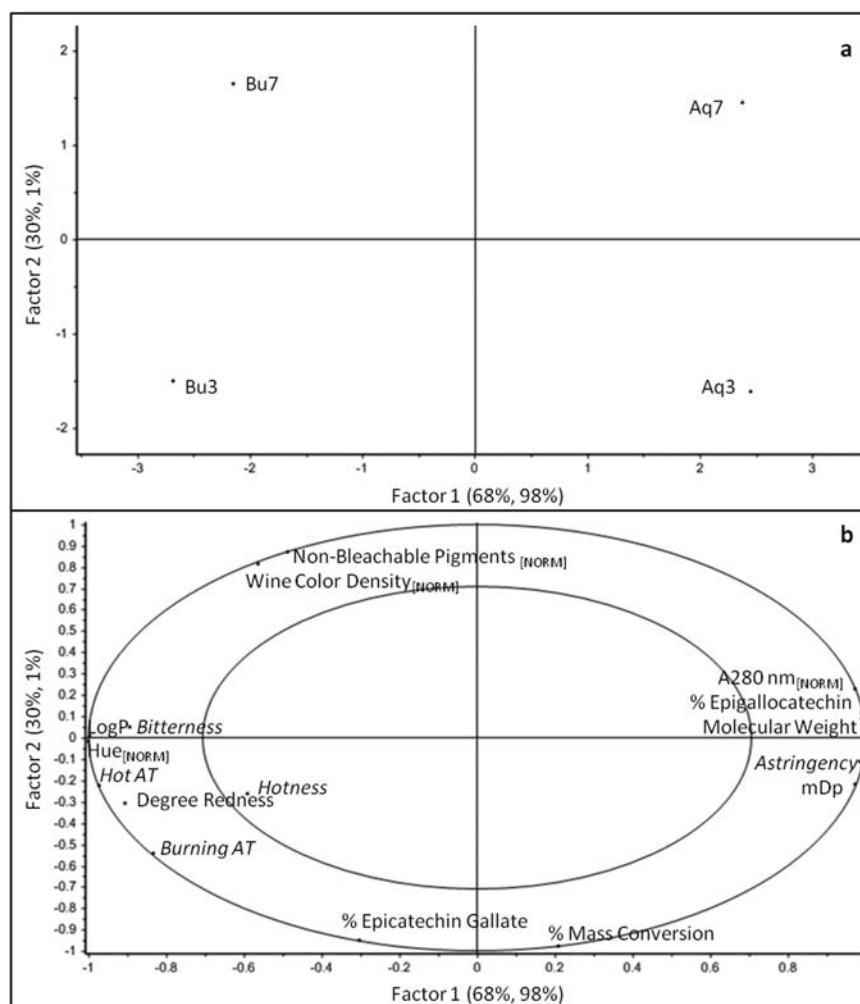 a
2
Bu7
Aq7
1
0
-1
Bu3
Aq3
-2
-3
-2
-1
0
1
2
3
Factor 2 (30%, 1%)
Factor 1 (68%, 98%)
b
1
0.9
Non-Bleachable Pigments [NORM]
0.8
Wine Color Density[NORM]
0.7
0.6
0.5
0.4
0.3
A280 nm[NORM]
0.2
% Epigallocatechin
0.1
LogP Bitterness
Molecular Weight
0
Hue[NORM]
-0.1
Astringency
Hot AT
-0.2
Hotness
mDp
-0.3
Degree Redness
-0.4
-0.5
Burning AT
-0.6
-0.7
-0.8
% Epicatechin Gallate
-0.9
% Mass Conversion
-1
-1
-0.8
-0.6
-0.4
-0.2
0
0.2
0.4
0.6
0.8
Factor 2 (30%, 1%)
Factor 1 (68%, 98%)